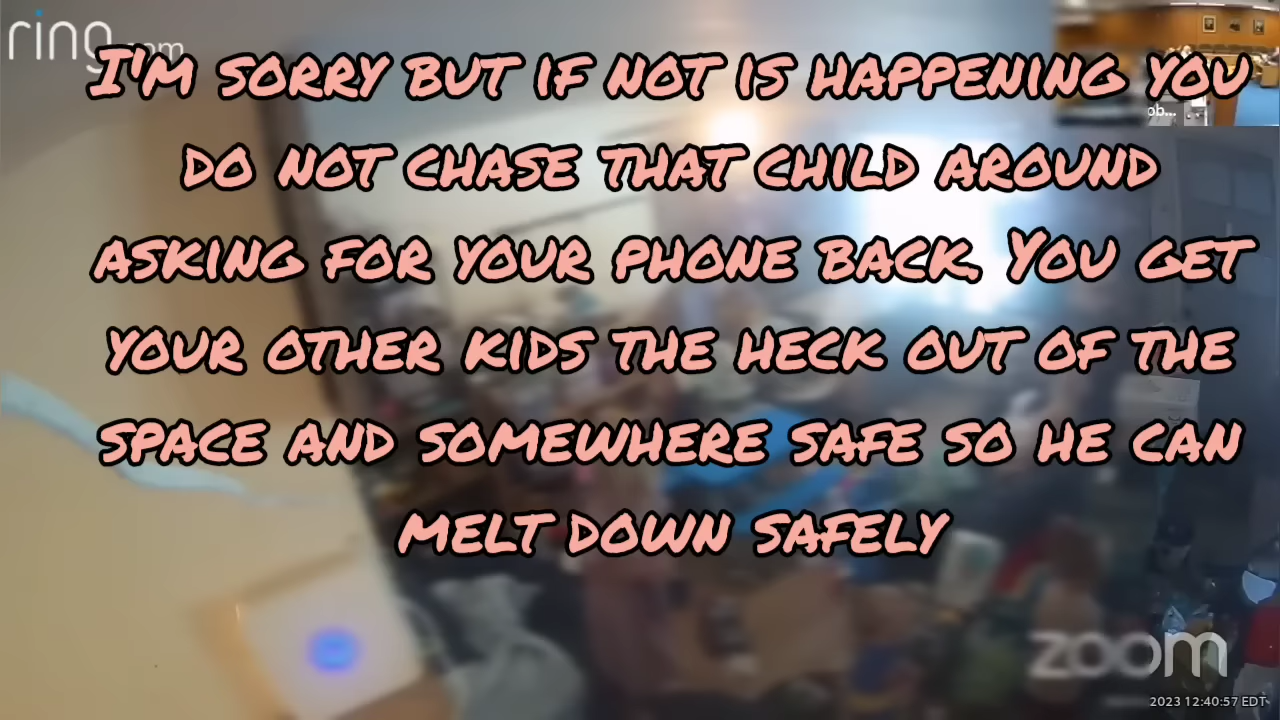 ring.com
I'M SORRY BUT IF NOT IS HAPPENING YOU
ob...
DO NOT CHASE THAT CHILD AROUND
ASKING FOR YOUR PHONE BACK. YOU GET
YOUR OTHER KIDS THE HECK OUT OF THE
SPACE AND SOMEWHERE SAFE SO HE CAN
MELT DOWN SAFELY
zoom
2023 12:40:57 EDT